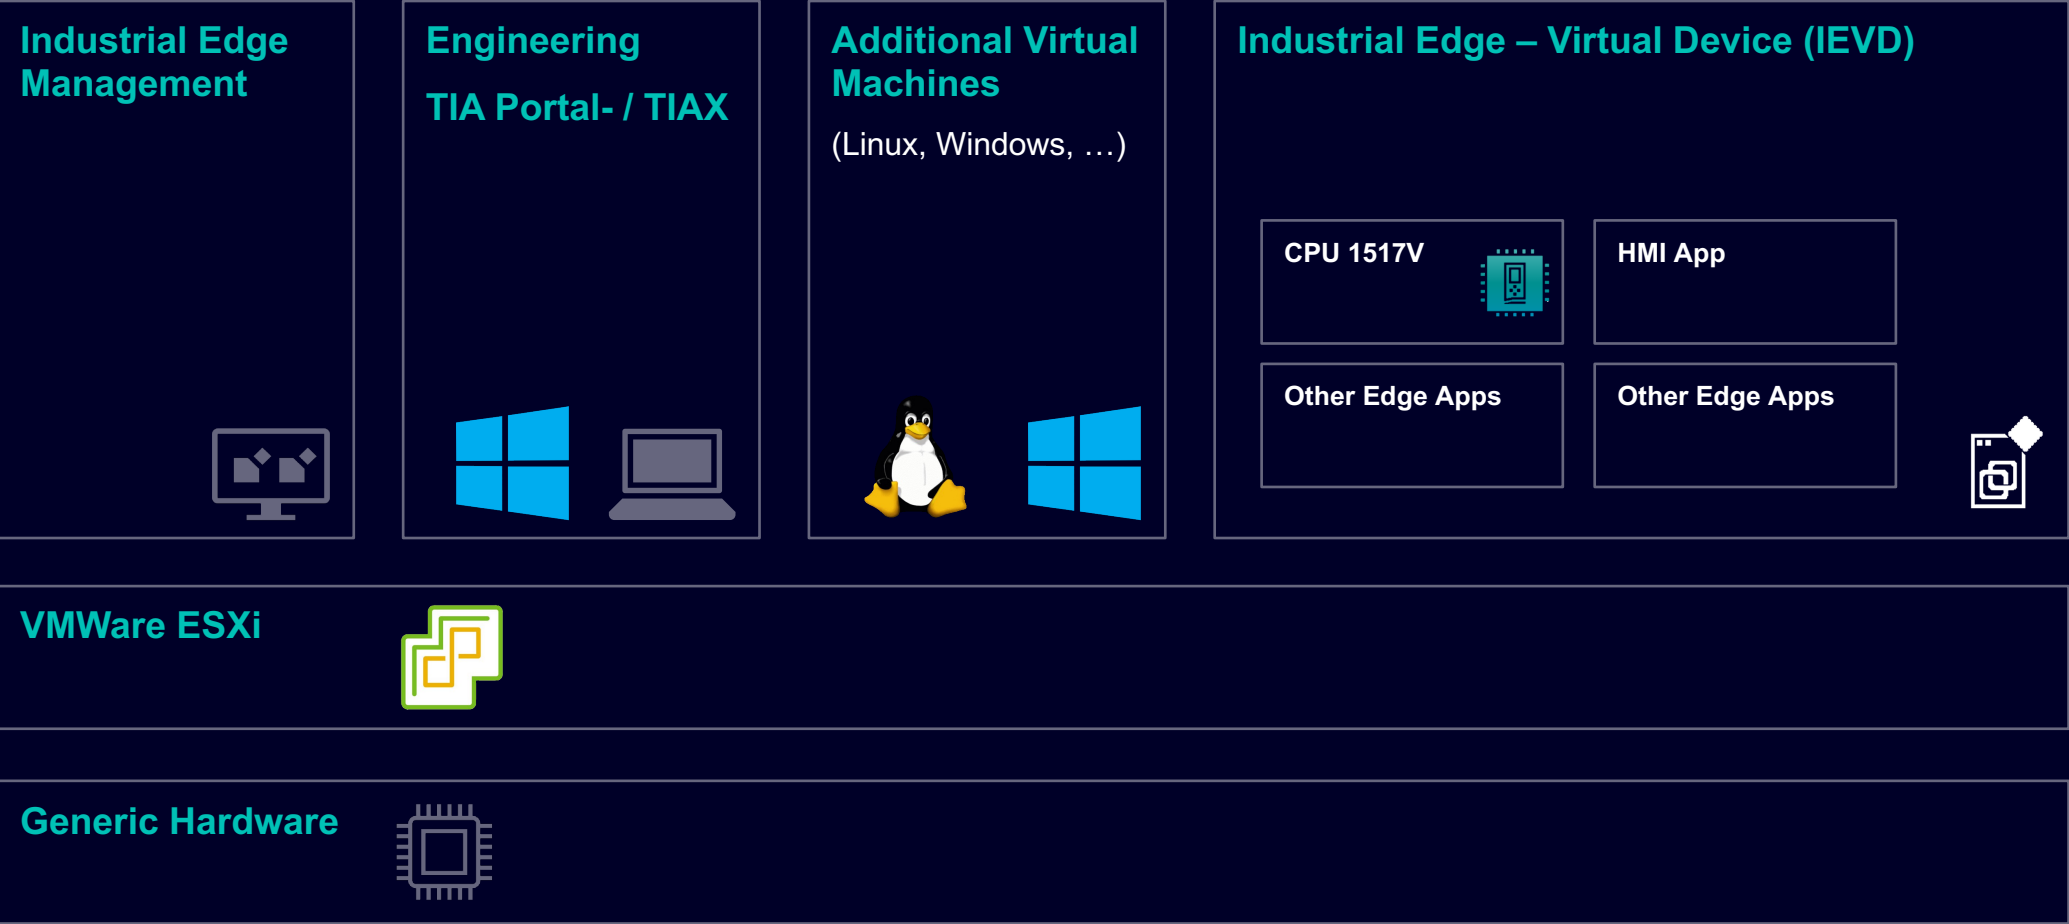 Industrial Edge
Management
Engineering
TIA Portal- / TIAX
Additional Virtual
Machines
(Linux, Windows, …)
Industrial Edge – Virtual Device (IEVD)
CPU 1517V
HMI App
Other Edge Apps
Other Edge Apps
VMWare ESXi
Generic Hardware